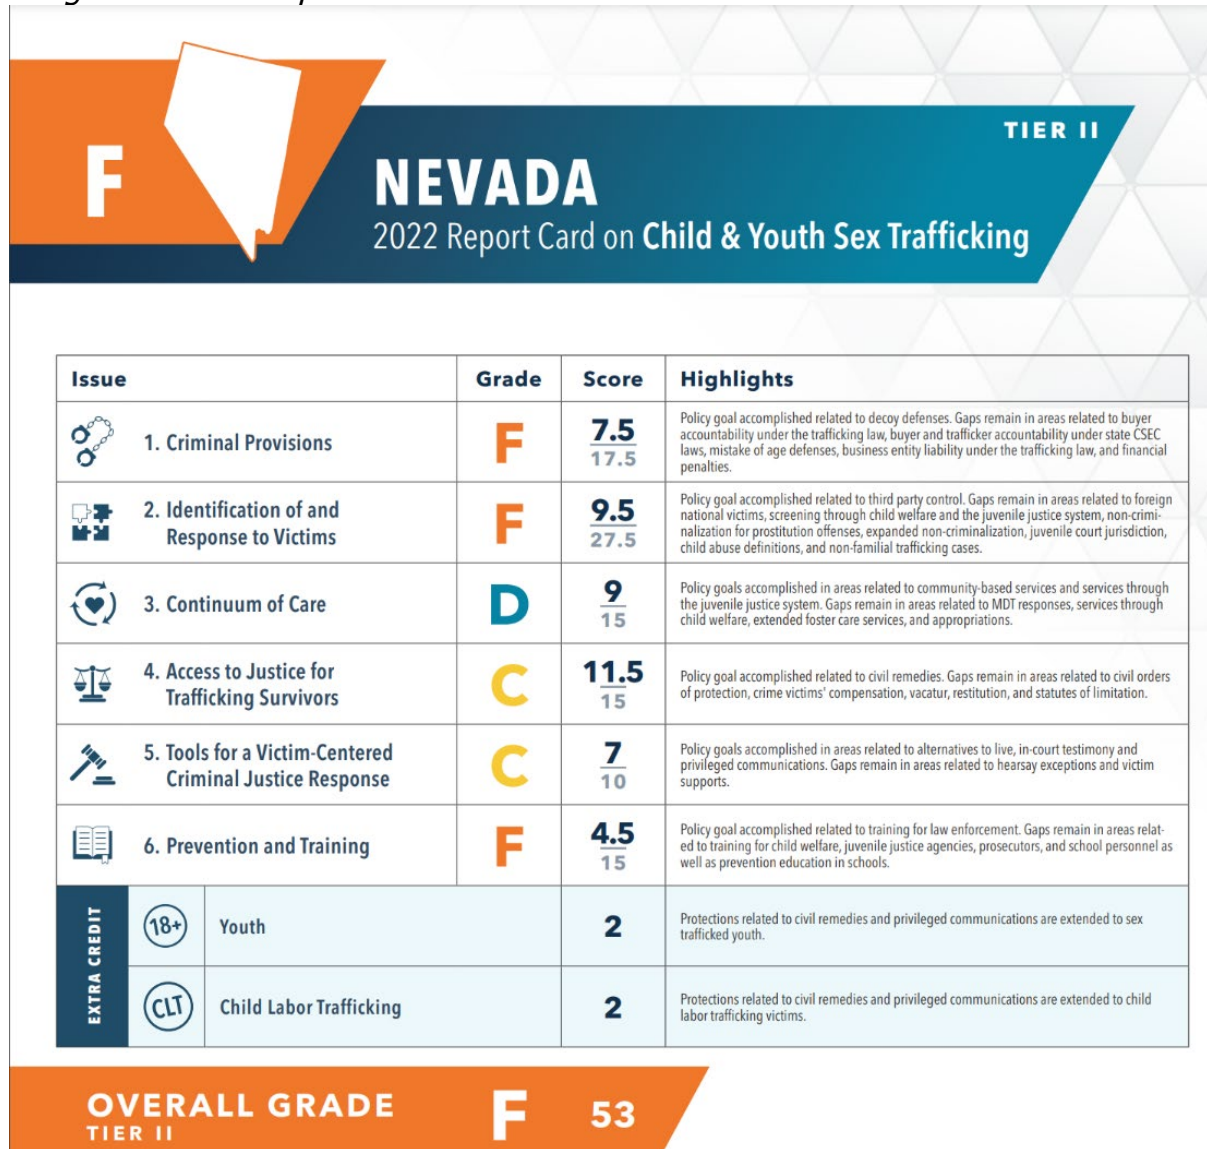 F
TIER II
NEVADA
2022 Report Card on Child & Youth Sex Trafficking
Issue Grade Score Highlights
1. Criminal Provisions
F
7.5
17.5
Policy goal accomplished related to decoy defenses. Gaps remain in areas related to buyer
accountability under the trafficking law, buyer and trafficker accountability under state CSEC
laws, mistake of age defenses, business entity liability under the trafficking law, and financial
penalties.
2. Identification of and
Response to Victims
F
9.5
27.5
Policy goal accomplished related to third party control. Gaps remain in areas related to foreign
national victims, screening through child welfare and the juvenile justice system, non-crimi-
nalization for prostitution offenses, expanded non-criminalization, juvenile court jurisdiction,
child abuse definitions, and non-familial trafficking cases.
3. Continuum of Care
D
9
15
Policy goals accomplished in areas related to community-based services and services through
the juvenile justice system. Gaps remain in areas related to MDT responses, services through
child welfare, extended foster care services, and appropriations.
4. Access to Justice for
Trafficking Survivors
C
11.5
15
Policy goal accomplished related to civil remedies. Gaps remain in areas related to civil orders
of protection, crime victims' compensation, vacatur, restitution, and statutes of limitation.
5. Tools for a Victim-Centered
Criminal Justice Response
C
7
10
Policy goals accomplished in areas related to alternatives to live, in-court testimony and
privileged communications. Gaps remain in areas related to hearsay exceptions and victim
supports.
6. Prevention and Training
F
4.5
15
Policy goal accomplished related to training for law enforcement. Gaps remain in areas relat-
ed to training for child welfare, juvenile justice agencies, prosecutors, and school personnel as
well as prevention education in schools.
EXTRA CREDIT
18+
Youth
2
Protections related to civil remedies and privileged communications are extended to sex
trafficked youth.
CLT
Child Labor Trafficking
2
Protections related to civil remedies and privileged communications are extended to child
labor trafficking victims.
OVERALL GRADE
TIER II
F
53